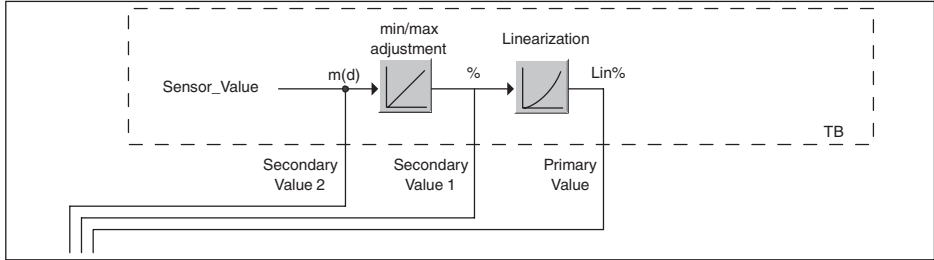 min/max
adjustment
Linearization
Sensor_Value
m(d)
%
Lin%
TB
Secondary
Value 2
Secondary
Value 1
Primary
Value